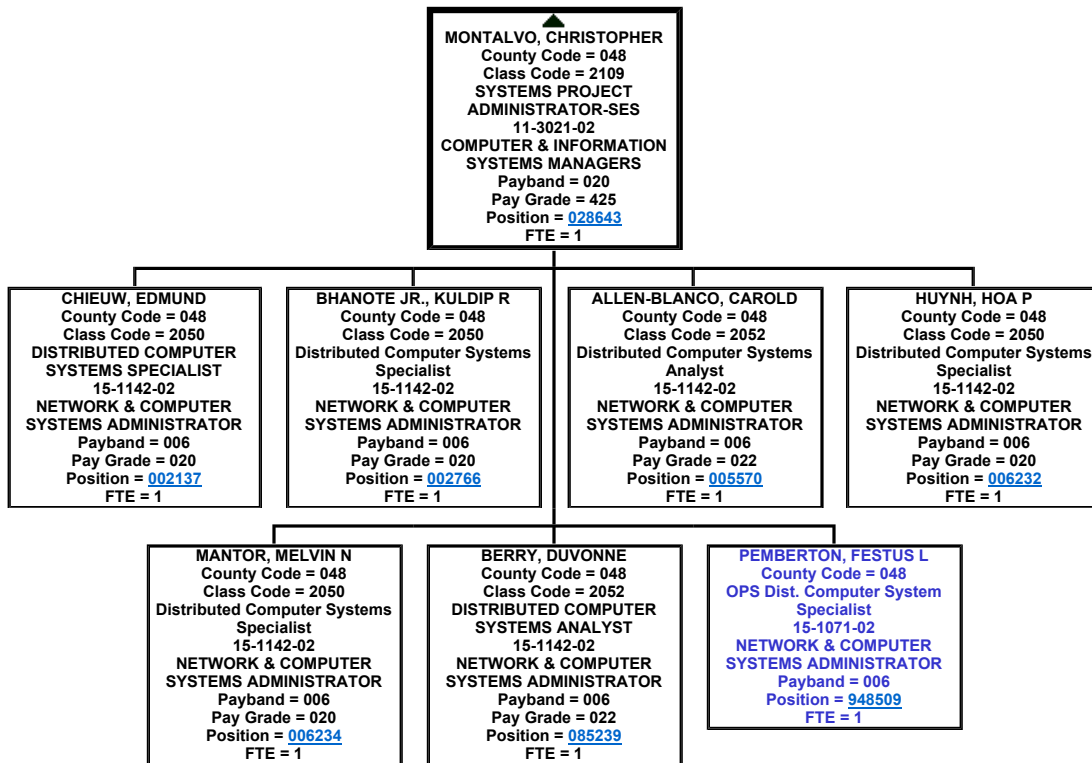 MONTALVO, CHRISTOPHER
County Code = 048
Class Code = 2109
SYSTEMS PROJECT
ADMINISTRATOR-SES
11-3021-02
COMPUTER & INFORMATION
SYSTEMS MANAGERS
Payband = 020
Pay Grade = 425
Position = 028643
FTE = 1
CHIEUW, EDMUND
County Code = 048
Class Code = 2050
DISTRIBUTED COMPUTER
SYSTEMS SPECIALIST
15-1142-02
NETWORK & COMPUTER
SYSTEMS ADMINISTRATOR
Payband = 006
Pay Grade = 020
Position = 002137
FTE = 1
BHANOTE JR., KULDIP R
County Code = 048
Class Code = 2050
Distributed Computer Systems
Specialist
15-1142-02
NETWORK & COMPUTER
SYSTEMS ADMINISTRATOR
Payband = 006
Pay Grade = 020
Position = 002766
FTE = 1
ALLEN-BLANCO, CAROLD
County Code = 048
Class Code = 2052
Distributed Computer Systems
Analyst
15-1142-02
NETWORK & COMPUTER
SYSTEMS ADMINISTRATOR
Payband = 006
Pay Grade = 022
Position = 005570
FTE = 1
HUYNH, HOA P
County Code = 048
Class Code = 2050
Distributed Computer Systems
Specialist
15-1142-02
NETWORK & COMPUTER
SYSTEMS ADMINISTRATOR
Payband = 006
Pay Grade = 020
Position = 006232
FTE = 1
MANTOR, MELVIN N
County Code = 048
Class Code = 2050
Distributed Computer Systems
Specialist
15-1142-02
NETWORK & COMPUTER
SYSTEMS ADMINISTRATOR
Payband = 006
Pay Grade = 020
Position = 006234
FTE = 1
BERRY, DUVONNE
County Code = 048
Class Code = 2052
DISTRIBUTED COMPUTER
SYSTEMS ANALYST
15-1142-02
NETWORK & COMPUTER
SYSTEMS ADMINISTRATOR
Payband = 006
Pay Grade = 022
Position = 085239
FTE = 1
PEMBERTON, FESTUS L
County Code = 048
OPS Dist. Computer System
Specialist
15-1071-02
NETWORK & COMPUTER
SYSTEMS ADMINISTRATOR
Payband = 006
Position = 948509
FTE = 1